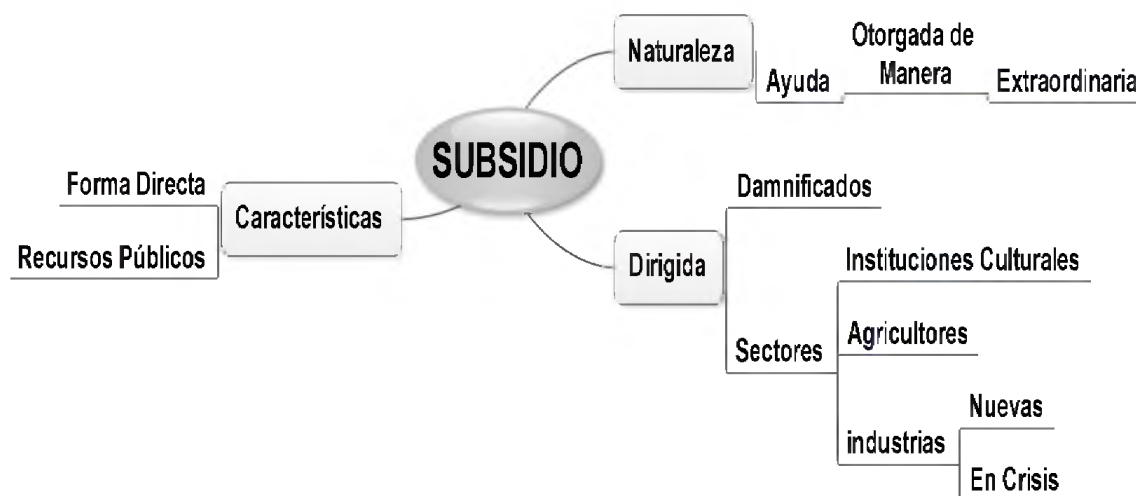 SUBSIDIO
Naturaleza
Ayuda
Otorgada de
Manera
Extraordinaria
Características
Forma Directa
Recursos Públicos
Dirigida
Damnificados
Sectores
Instituciones Culturales
Agricultores
industrias
Nuevas
En Crisis